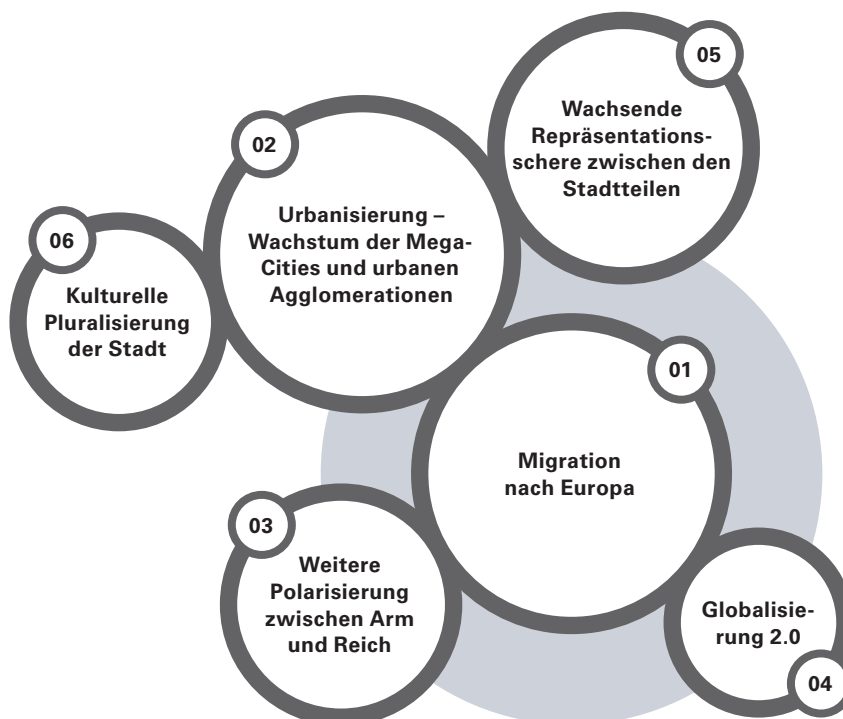 01
Migration
nach Europa
02
Urbanisierung –
Wachstum der Mega-
Cities und urbanen
Agglomerationen
03
Weitere
Polarisierung
zwischen Arm
und Reich
04
Globalisie-
rung 2.0
05
Wachsende
Repräsentations-
schere zwischen den
Stadtteilen
06
Kulturelle
Pluralisierung
der Stadt